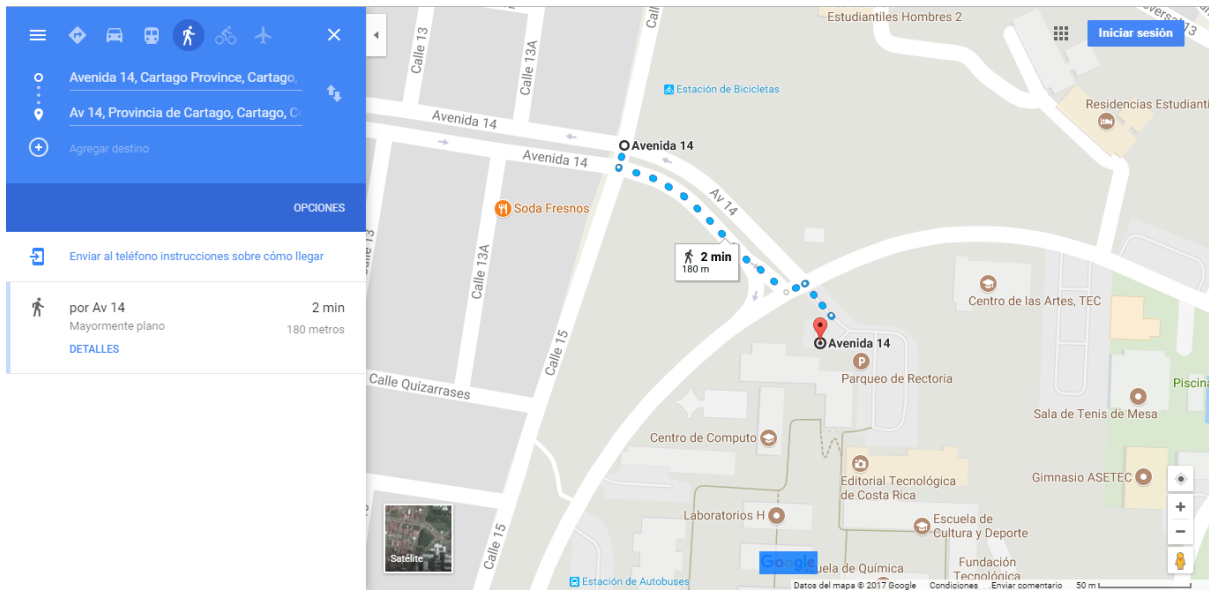 Avenida 14, Cartago Province, Cartago,
Av 14, Provincia de Cartago, Cartago, C
Agregar destino
OPCIONES
Enviar al teléfono instrucciones sobre cómo llegar
por Av 14
2 min
Mayormente plano
180 metros
DETALLES
Iniciar sesión
Estudiantiles Hombres 2
Calle 13
Calle 13A
Call
Estación de Bicicletas
Residencias Estudianti
Avenida 14
Avenida 14
Avenida 14
Av 14
Soda Fresnos
2 min
180 m
Calle 13A
Centro de las Artes, TEC
Avenida 14
Calle 15
Parqueo de Rectoria
Calle Quizarrases
Piscin
Sala de Tenis de Mesa
Centro de Computo
Gimnasio ASETEC
Editorial Tecnológica
de Costa Rica
Laboratorios H
Escuela de
Cultura y Deporte
Calle 15
Satélite
Google
uela de Química
Fundación
Tecnológica
Estación de Autobuses
Datos del mapa © 2017 Google
Condiciones
Enviar comentario
50 m